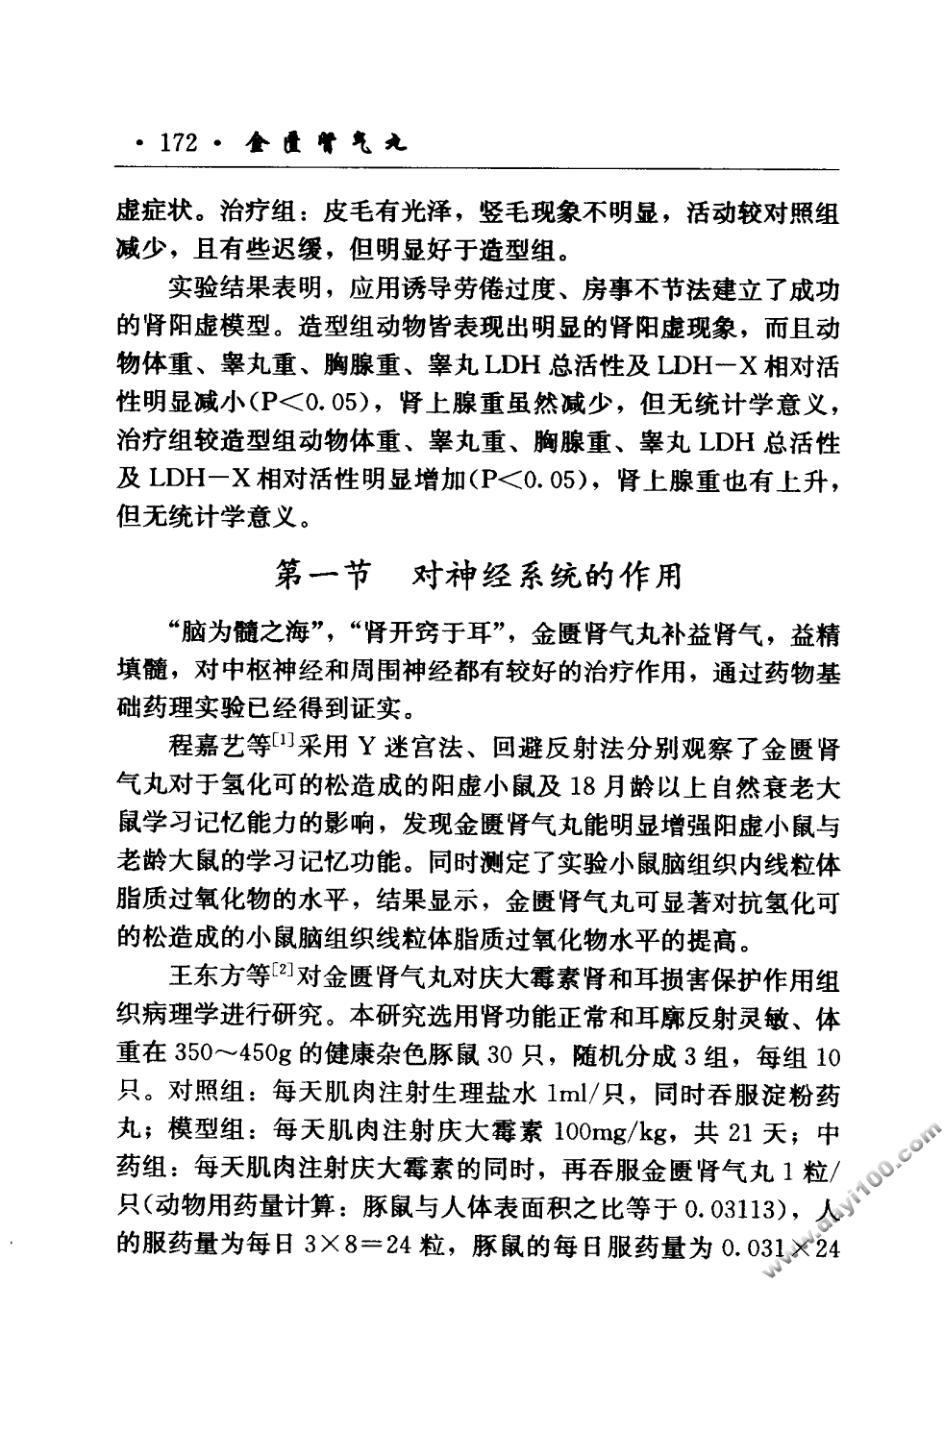 · 172 · 金匮肾气丸
虚症状。治疗组：皮毛有光泽，竖毛现象不明显，活动较对照组
减少，且有些迟缓，但明显好于造型组。
实验结果表明，应用诱导劳倦过度、房事不节法建立了成功
的肾阳虚模型。造型组动物皆表现出明显的肾阳虚现象，而且动
物体重、睾丸重、胸腺重、睾丸 LDH 总活性及 LDH－X 相对活
性明显减小(P＜0.05)，肾上腺重虽然减少，但无统计学意义，
治疗组较造型组动物体重、睾丸重、胸腺重、睾丸 LDH 总活性
及 LDH－X 相对活性明显增加(P＜0.05)，肾上腺重也有上升，
但无统计学意义。
第一节 对神经系统的作用
“脑为髓之海”，“肾开窍于耳”，金匮肾气丸补益肾气，益精
填髓，对中枢神经和周围神经都有较好的治疗作用，通过药物基
础药理实验已经得到证实。
程嘉艺等[1]采用 Y 迷宫法、回避反射法分别观察了金匮肾
气丸对于氢化可的松造成的阳虚小鼠及 18 月龄以上自然衰老大
鼠学习记忆能力的影响，发现金匮肾气丸能明显增强阳虚小鼠与
老龄大鼠的学习记忆功能。同时测定了实验小鼠脑组织内线粒体
脂质过氧化物的水平，结果显示，金匮肾气丸可显著对抗氢化可
的松造成的小鼠脑组织线粒体脂质过氧化物水平的提高。
王东方等[2]对金匮肾气丸对庆大霉素肾和耳损害保护作用组
织病理学进行研究。本研究选用肾功能正常和耳廓反射灵敏、体
重在 350～450g 的健康杂色豚鼠 30 只，随机分成 3 组，每组 10
只。对照组：每天肌肉注射生理盐水 1ml/只，同时吞服淀粉药
丸；模型组：每天肌肉注射庆大霉素 100mg/kg，共 21 天；中
药组：每天肌肉注射庆大霉素的同时，再吞服金匮肾气丸 1 粒/
只(动物用药量计算：豚鼠与人体表面积之比等于 0.03113)，人
的服药量为每日 3×8＝24 粒，豚鼠的每日服药量为 0.031×24